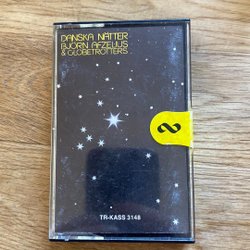 DANSKA NÄTTER
BJÖRN AFZELIUS
& GLOBETROTTERS
TR-KASS 3148